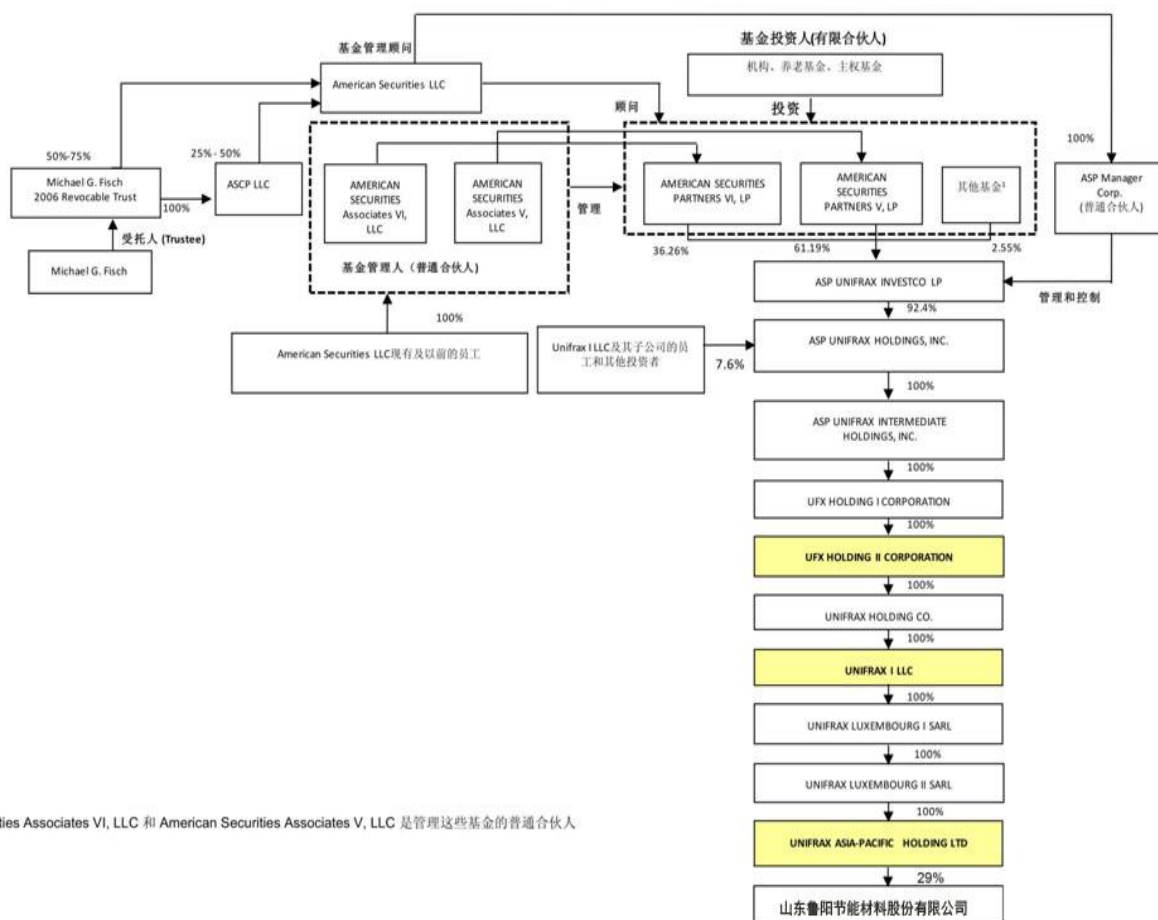 基金管理顾问
American Securities LLC
基金投资人(有限合伙人)
机构、养老基金、主权基金
顾问
投资
50%-75%
25% - 50%
100%
Michael G. Fisch
2006 Revocable Trust
100%
ASCP LLC
受托人 (Trustee)
Michael G. Fisch
AMERICAN
SECURITIES
Associates VI,
LLC
AMERICAN
SECURITIES
Associates V,
LLC
基金管理人（普通合伙人)
管理
AMERICAN SECURITIES
PARTNERS VI, LP
AMERICAN
SECURITIES
PARTNERS V, LP
其他基金¹
ASP Manager
Corp.
(普通合伙人)
36.26%
61.19%
2.55%
ASP UNIFRAX INVESTCO LP
管理和控制
92.4%
100%
American Securities LLC现有及以前的员工
Unifrax I LLC及其子公司的员
工和其他投资者
7.6%
ASP UNIFRAX HOLDINGS, INC.
100%
ASP UNIFRAX INTERMEDIATE
HOLDINGS, INC.
100%
UFX HOLDING I CORPORATION
100%
UFX HOLDING II CORPORATION
100%
UNIFRAX HOLDING CO.
100%
UNIFRAX I LLC
100%
UNIFRAX LUXEMBOURG I SARL
100%
UNIFRAX LUXEMBOURG II SARL
100%
ties Associates VI, LLC 和 American Securities Associates V, LLC 是管理这些基金的普通合伙人
UNIFRAX ASIA-PACIFIC HOLDING LTD
29%
山东鲁阳节能材料股份有限公司